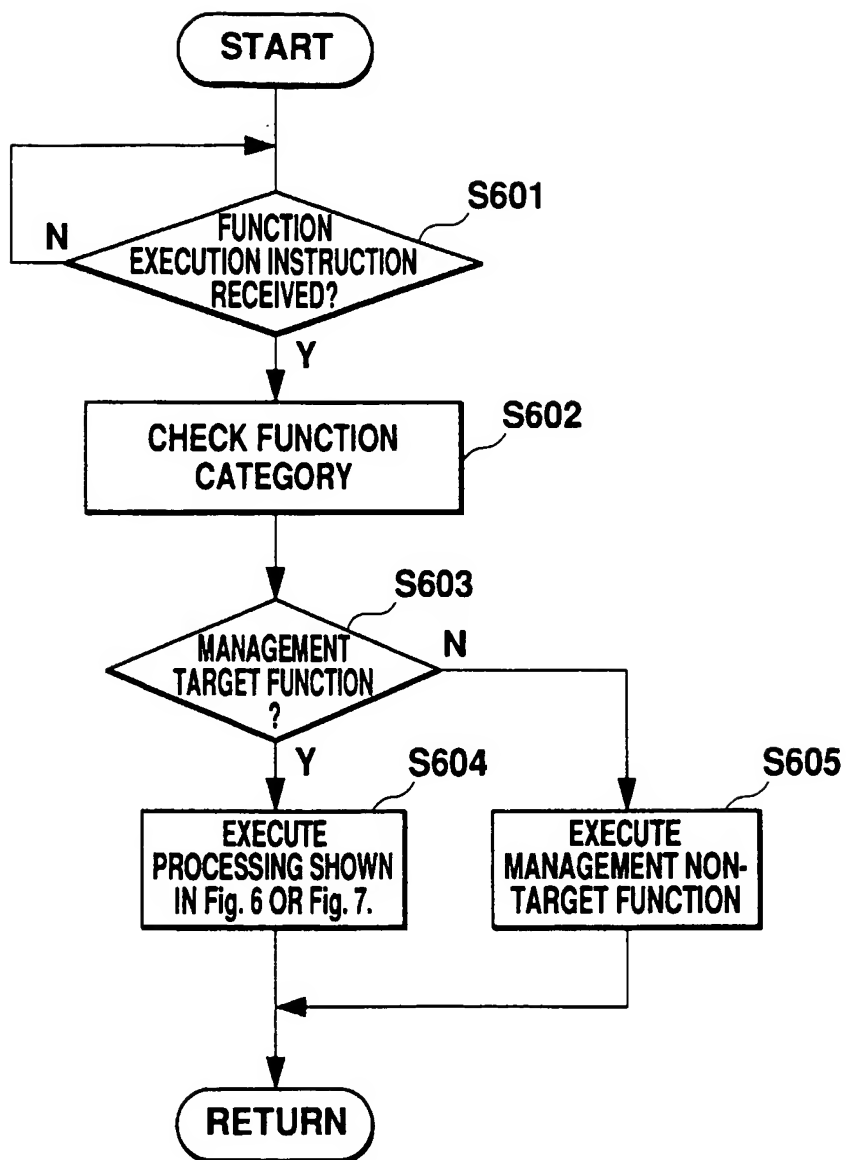 START
S601
N
FUNCTION
EXECUTION INSTRUCTION
RECEIVED?
Y
S602
CHECK FUNCTION
CATEGORY
S603
N
MANAGEMENT
TARGET FUNCTION
?
Y
S604
EXECUTE
PROCESSING SHOWN
IN Fig. 6 OR Fig. 7.
S605
EXECUTE
MANAGEMENT NON-
TARGET FUNCTION
RETURN